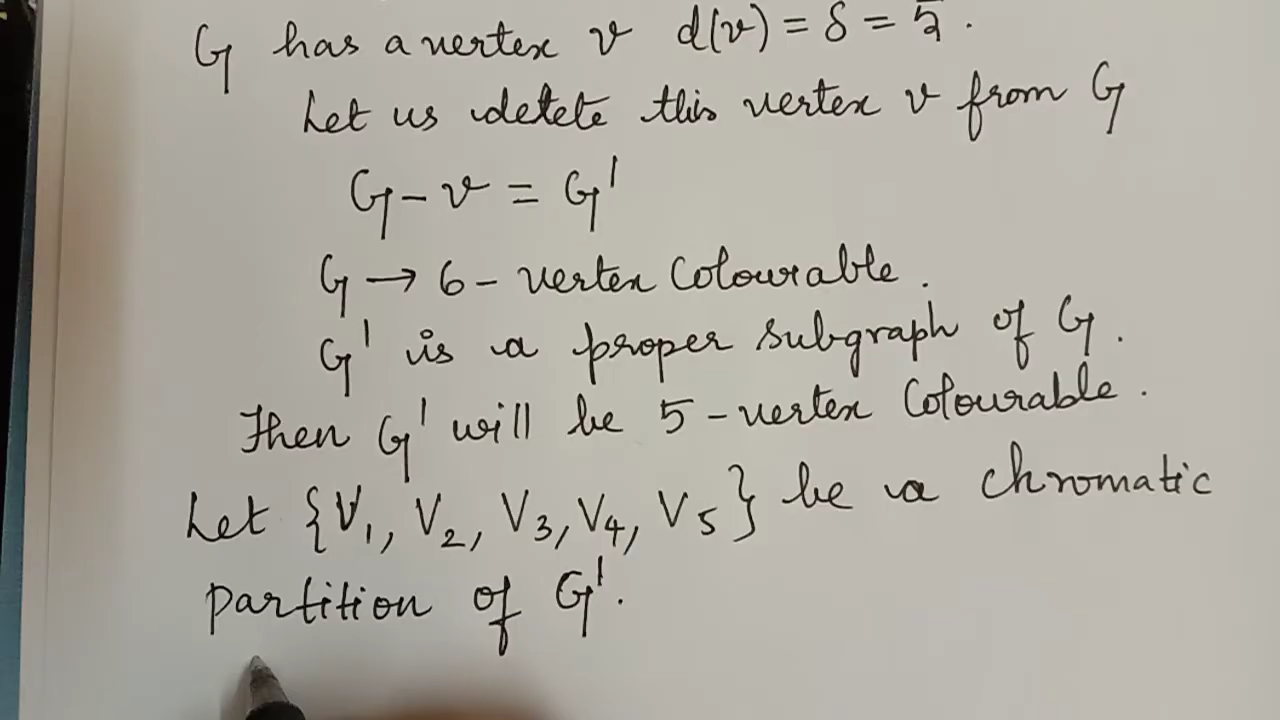 G has a vertex v d(v) = δ = 5.
Let us delete this vertex v from G
G - v = G'
G → 6 - vertex Colourable.
G' is a proper subgraph of G.
Then G' will be 5 - vertex Colourable.
Let {V₁, V₂, V₃, V₄, V₅} be a chromatic
partition of G'.